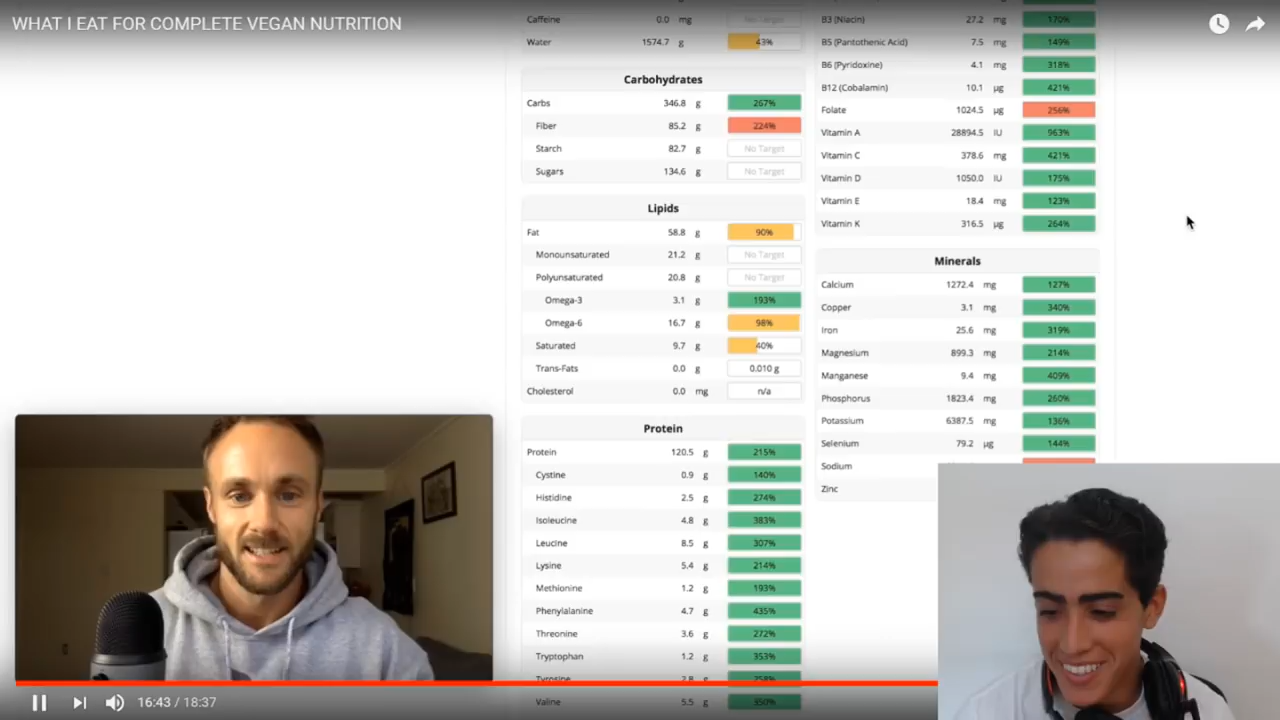 WHAT I EAT FOR COMPLETE VEGAN NUTRITION
Caffeine 0.0 mg No Target
Water 1574.7 g 43%
Carbohydrates
Carbs 346.8 g 267%
Fiber 85.2 g 224%
Starch 82.7 g No Target
Sugars 134.6 g No Target
Lipids
Fat 58.8 g 90%
Monounsaturated 21.2 g No Target
Polyunsaturated 20.8 g No Target
Omega-3 3.1 g 193%
Omega-6 16.7 g 98%
Saturated 9.7 g 40%
Trans-Fats 0.0 g 0.010 g
Cholesterol 0.0 mg n/a
Protein
Protein 120.5 g 215%
Cystine 0.9 g 140%
Histidine 2.5 g 274%
Isoleucine 4.8 g 383%
Leucine 8.5 g 307%
Lysine 5.4 g 214%
Methionine 1.2 g 193%
Phenylalanine 4.7 g 435%
Threonine 3.6 g 272%
Tryptophan 1.2 g 353%
Tyrosine 2.8 g 258%
Valine 5.5 g 350%
B3 (Niacin) 27.2 mg 170%
B5 (Pantothenic Acid) 7.5 mg 149%
B6 (Pyridoxine) 4.1 mg 318%
B12 (Cobalamin) 10.1 µg 421%
Folate 1024.5 µg 256%
Vitamin A 28894.5 IU 963%
Vitamin C 378.6 mg 421%
Vitamin D 1050.0 IU 175%
Vitamin E 18.4 mg 123%
Vitamin K 316.5 µg 264%
Minerals
Calcium 1272.4 mg 127%
Copper 3.1 mg 340%
Iron 25.6 mg 319%
Magnesium 899.3 mg 214%
Manganese 9.4 mg 409%
Phosphorus 1823.4 mg 260%
Potassium 6387.5 mg 136%
Selenium 79.2 µg 144%
Sodium
Zinc
16:43 / 18:37